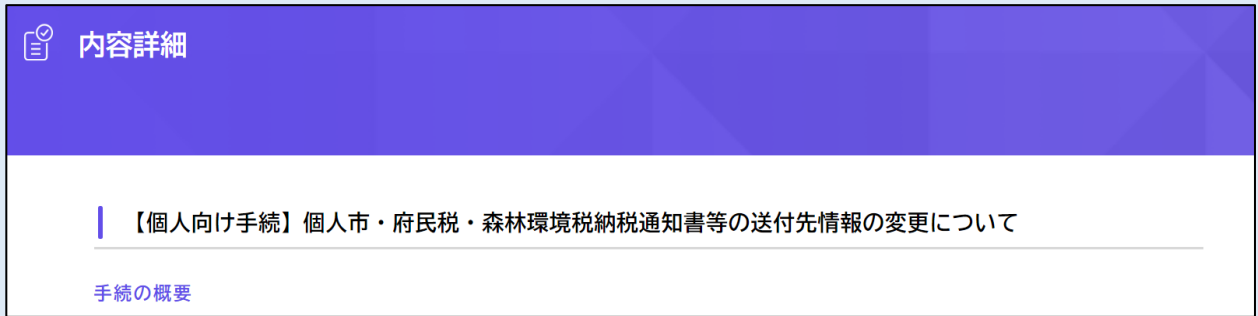 内容詳細
【個人向け手続】個人市・府民税・森林環境税納税通知書等の送付先情報の変更について
手続の概要